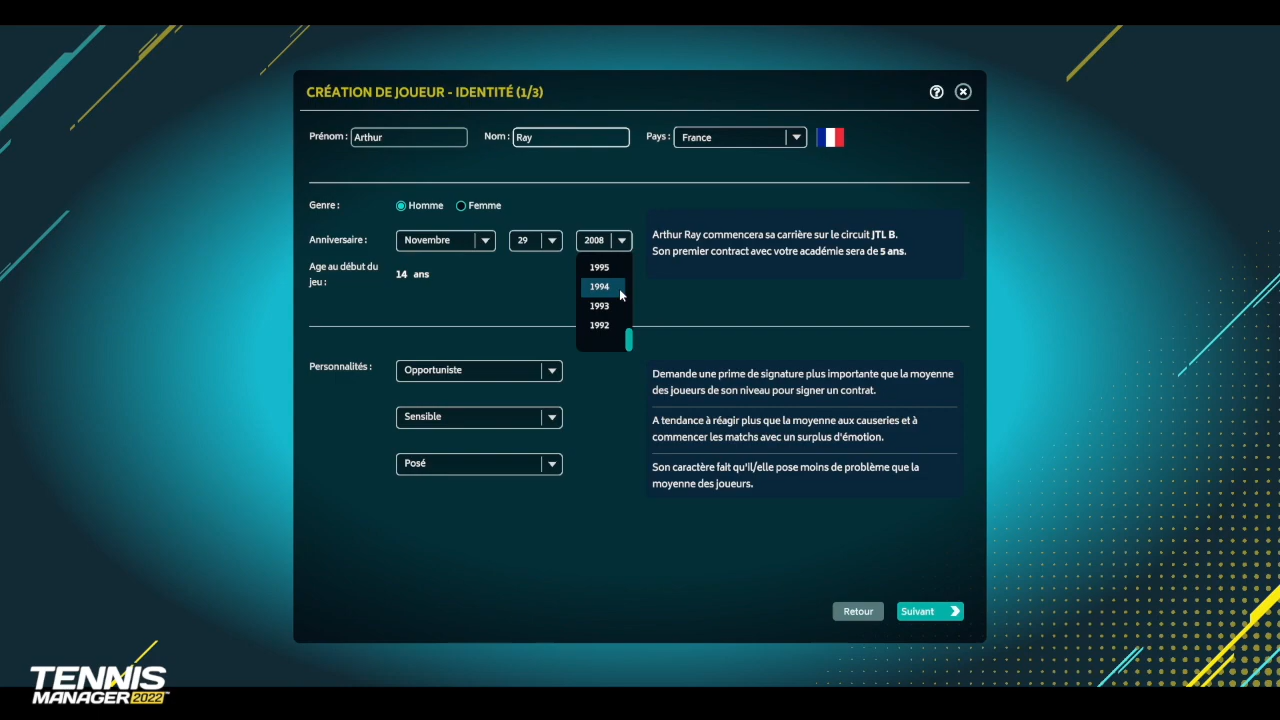 CRÉATION DE JOUEUR - IDENTITÉ (1/3)
Prénom : Arthur Nom : Ray Pays : France
Genre : Homme Femme
Anniversaire : Novembre 29 2008
Age au début du jeu : 14 ans
1995
1994
1993
1992
Arthur Ray commencera sa carrière sur le circuit JTL B.
Son premier contract avec votre académie sera de 5 ans.
Personnalités : Opportuniste
Demande une prime de signature plus importante que la moyenne
des joueurs de son niveau pour signer un contrat.
Sensible
A tendance à réagir plus que la moyenne aux causeries et à
commencer les matchs avec un surplus d'émotion.
Posé
Son caractère fait qu'il/elle pose moins de problème que la
moyenne des joueurs.
Retour Suivant
TENNIS
MANAGER 2022